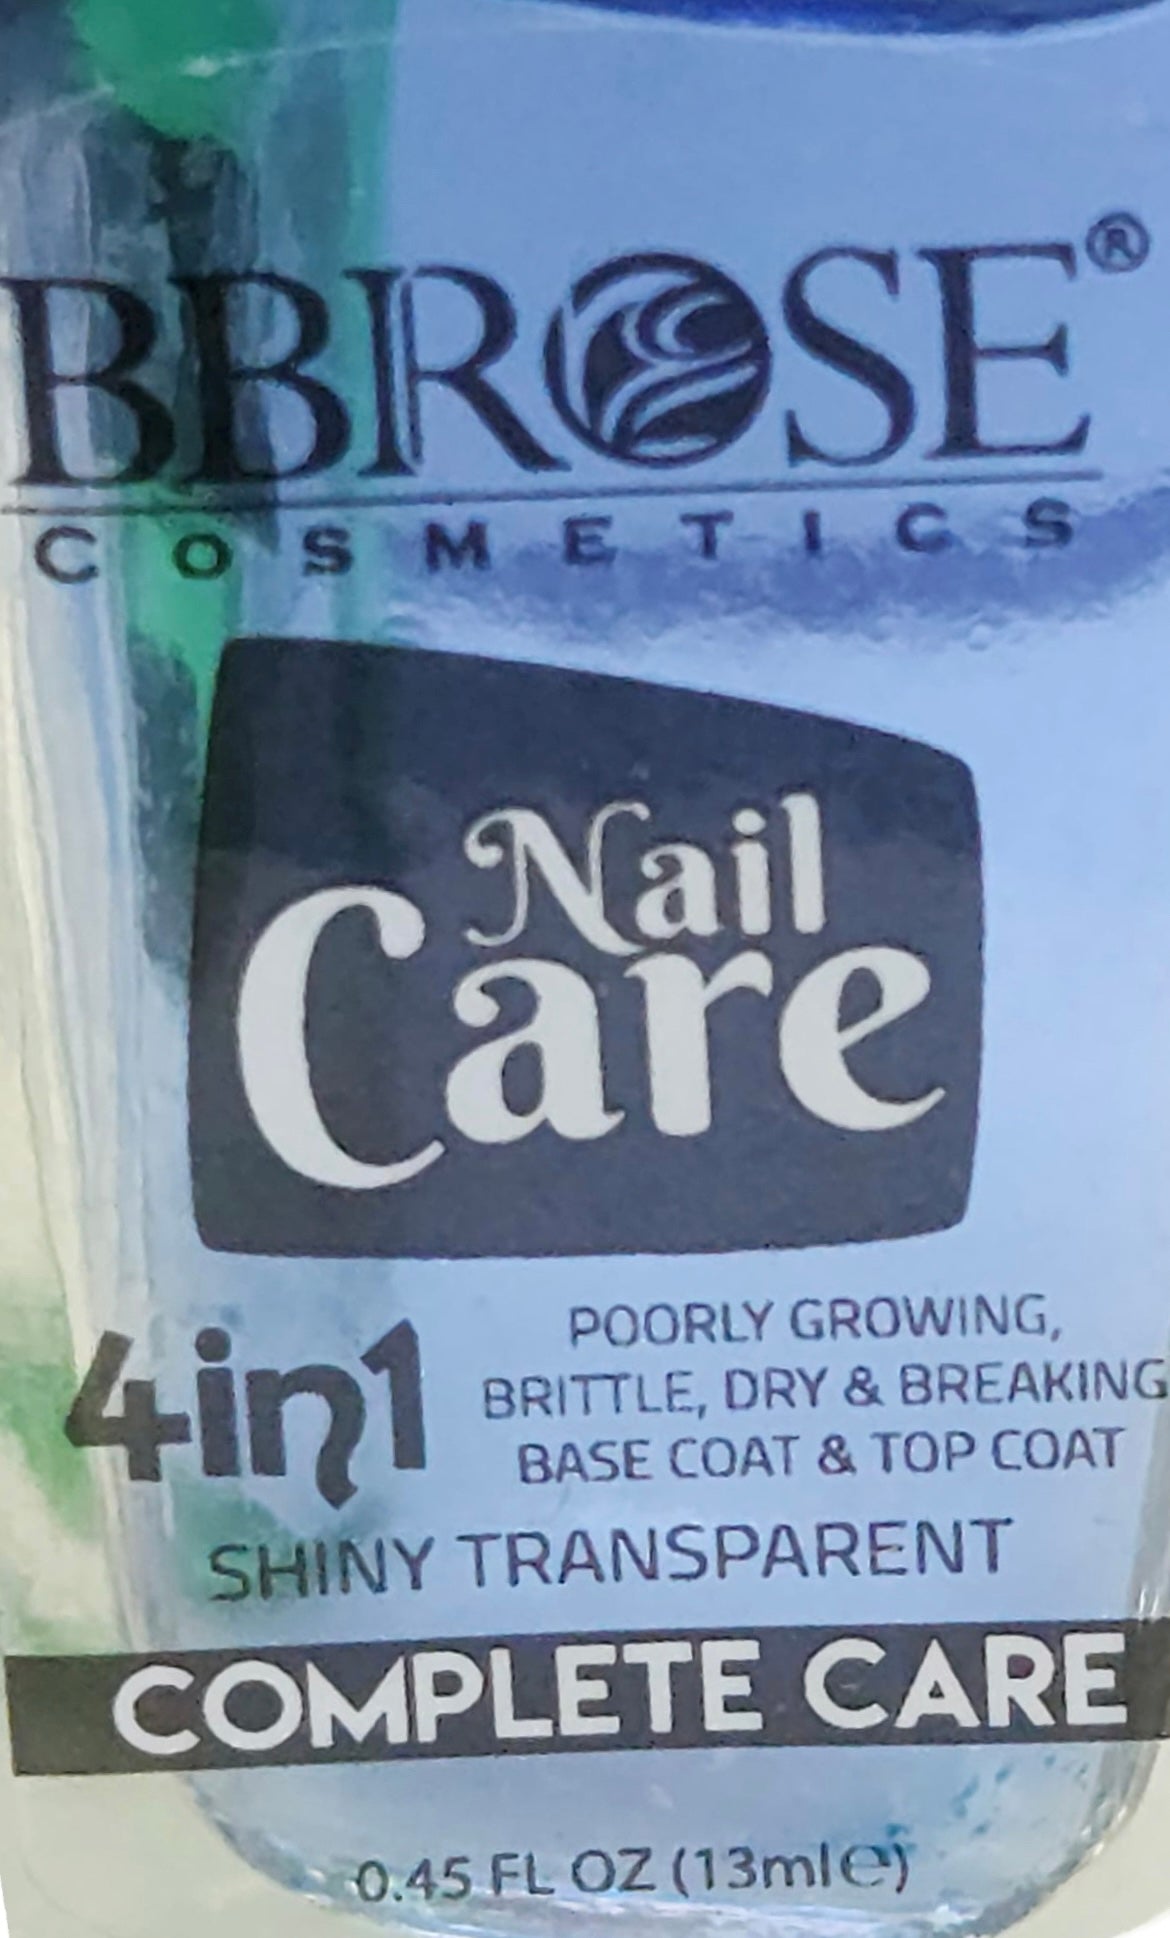 BBROSE®
COSMETICS
Nail
Care
4in1
POORLY GROWING,
BRITTLE, DRY & BREAKING
BASE COAT & TOP COAT
SHINY TRANSPARENT
COMPLETE CARE
0.45 FL OZ (13ml℮)